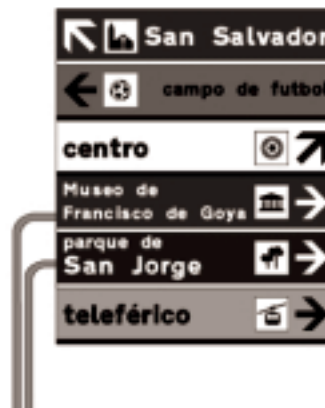 San Salvador
campo de futbol
centro
Museo de
Francisco de Goya
parque de
San Jorge
teleférico